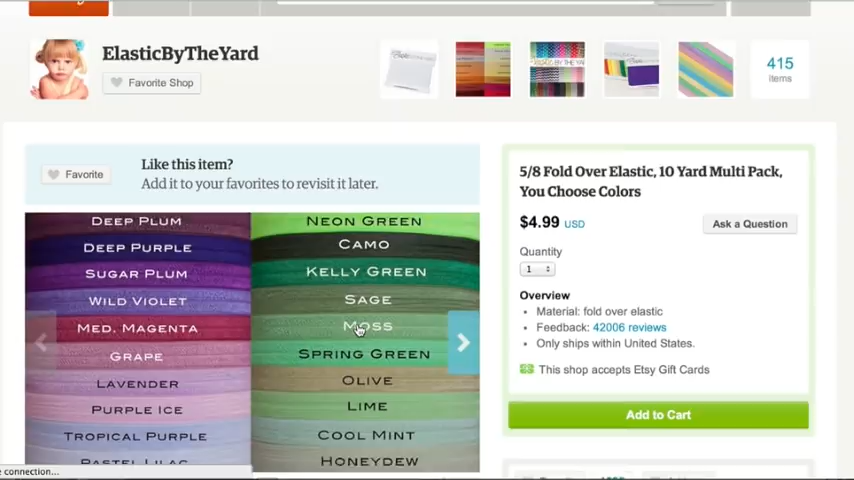 ElasticByTheYard
Favorite Shop
415
items
Favorite
Like this item?
Add it to your favorites to revisit it later.
DEEP PLUM
DEEP PURPLE
SUGAR PLUM
WILD VIOLET
MED. MAGENTA
GRAPE
LAVENDER
PURPLE ICE
TROPICAL PURPLE
PASTEL LILAC
NEON GREEN
CAMO
KELLY GREEN
SAGE
MOSS
SPRING GREEN
OLIVE
LIME
COOL MINT
HONEYDEW
5/8 Fold Over Elastic, 10 Yard Multi Pack,
You Choose Colors
$4.99 USD
Ask a Question
Quantity
1
Overview
• Material: fold over elastic
• Feedback: 42006 reviews
• Only ships within United States.
This shop accepts Etsy Gift Cards
Add to Cart
connection...